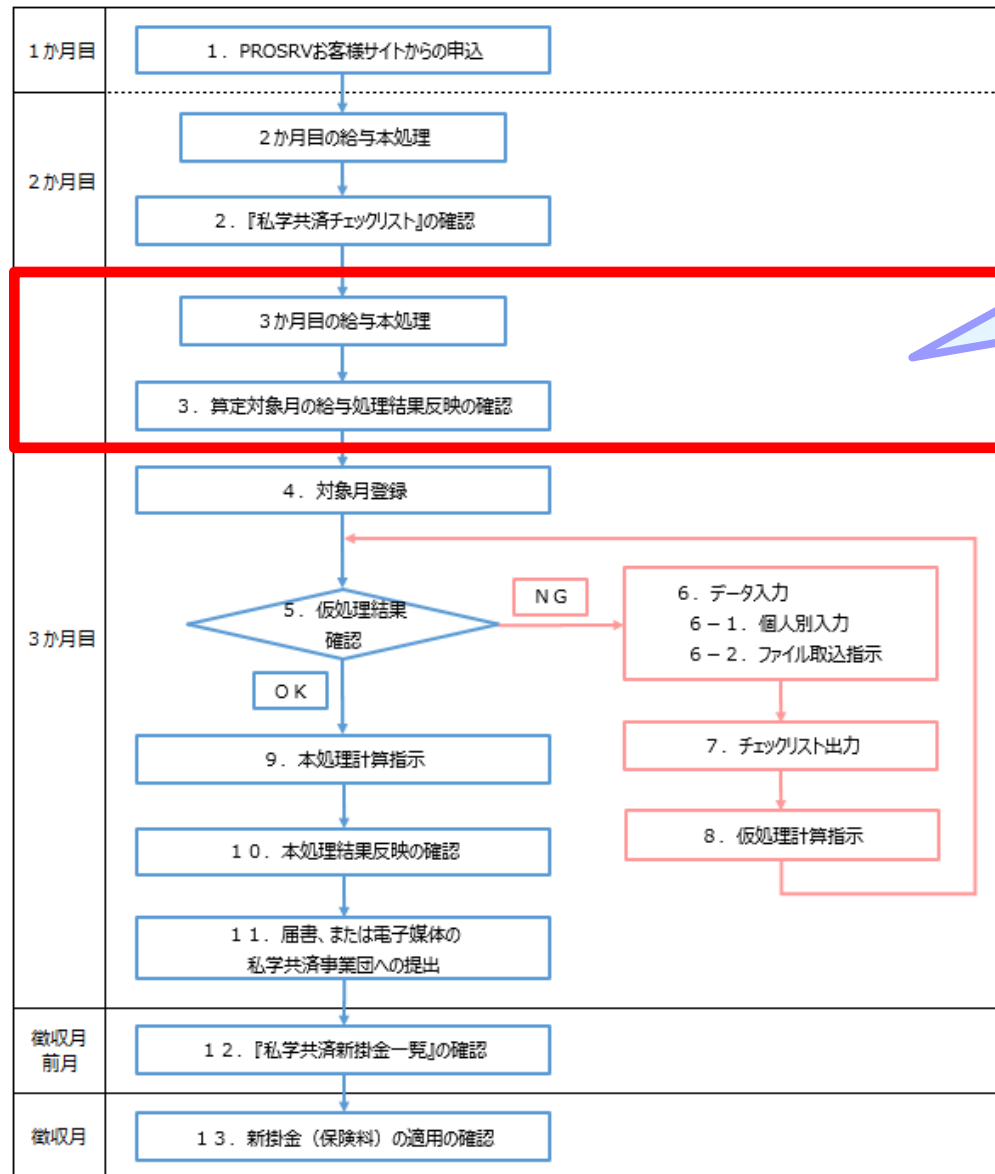 1か月目
1．PROSRVお客様サイトからの申込
2か月目
2か月目の給与本処理
2．『私学共済チェックリスト』の確認
3か月目の給与本処理
3．算定対象月の給与処理結果反映の確認
3か月目
4．対象月登録
5．仮処理結果
確認
NG
OK
6．データ入力
6－1．個人別入力
6－2．ファイル取込指示
7．チェックリスト出力
8．仮処理計算指示
9．本処理計算指示
10．本処理結果反映の確認
11．届書、または電子媒体の
私学共済事業団への提出
徴収月
前月
12．『私学共済新掛金一覧』の確認
徴収月
13．新掛金（保険料）の適用の確認